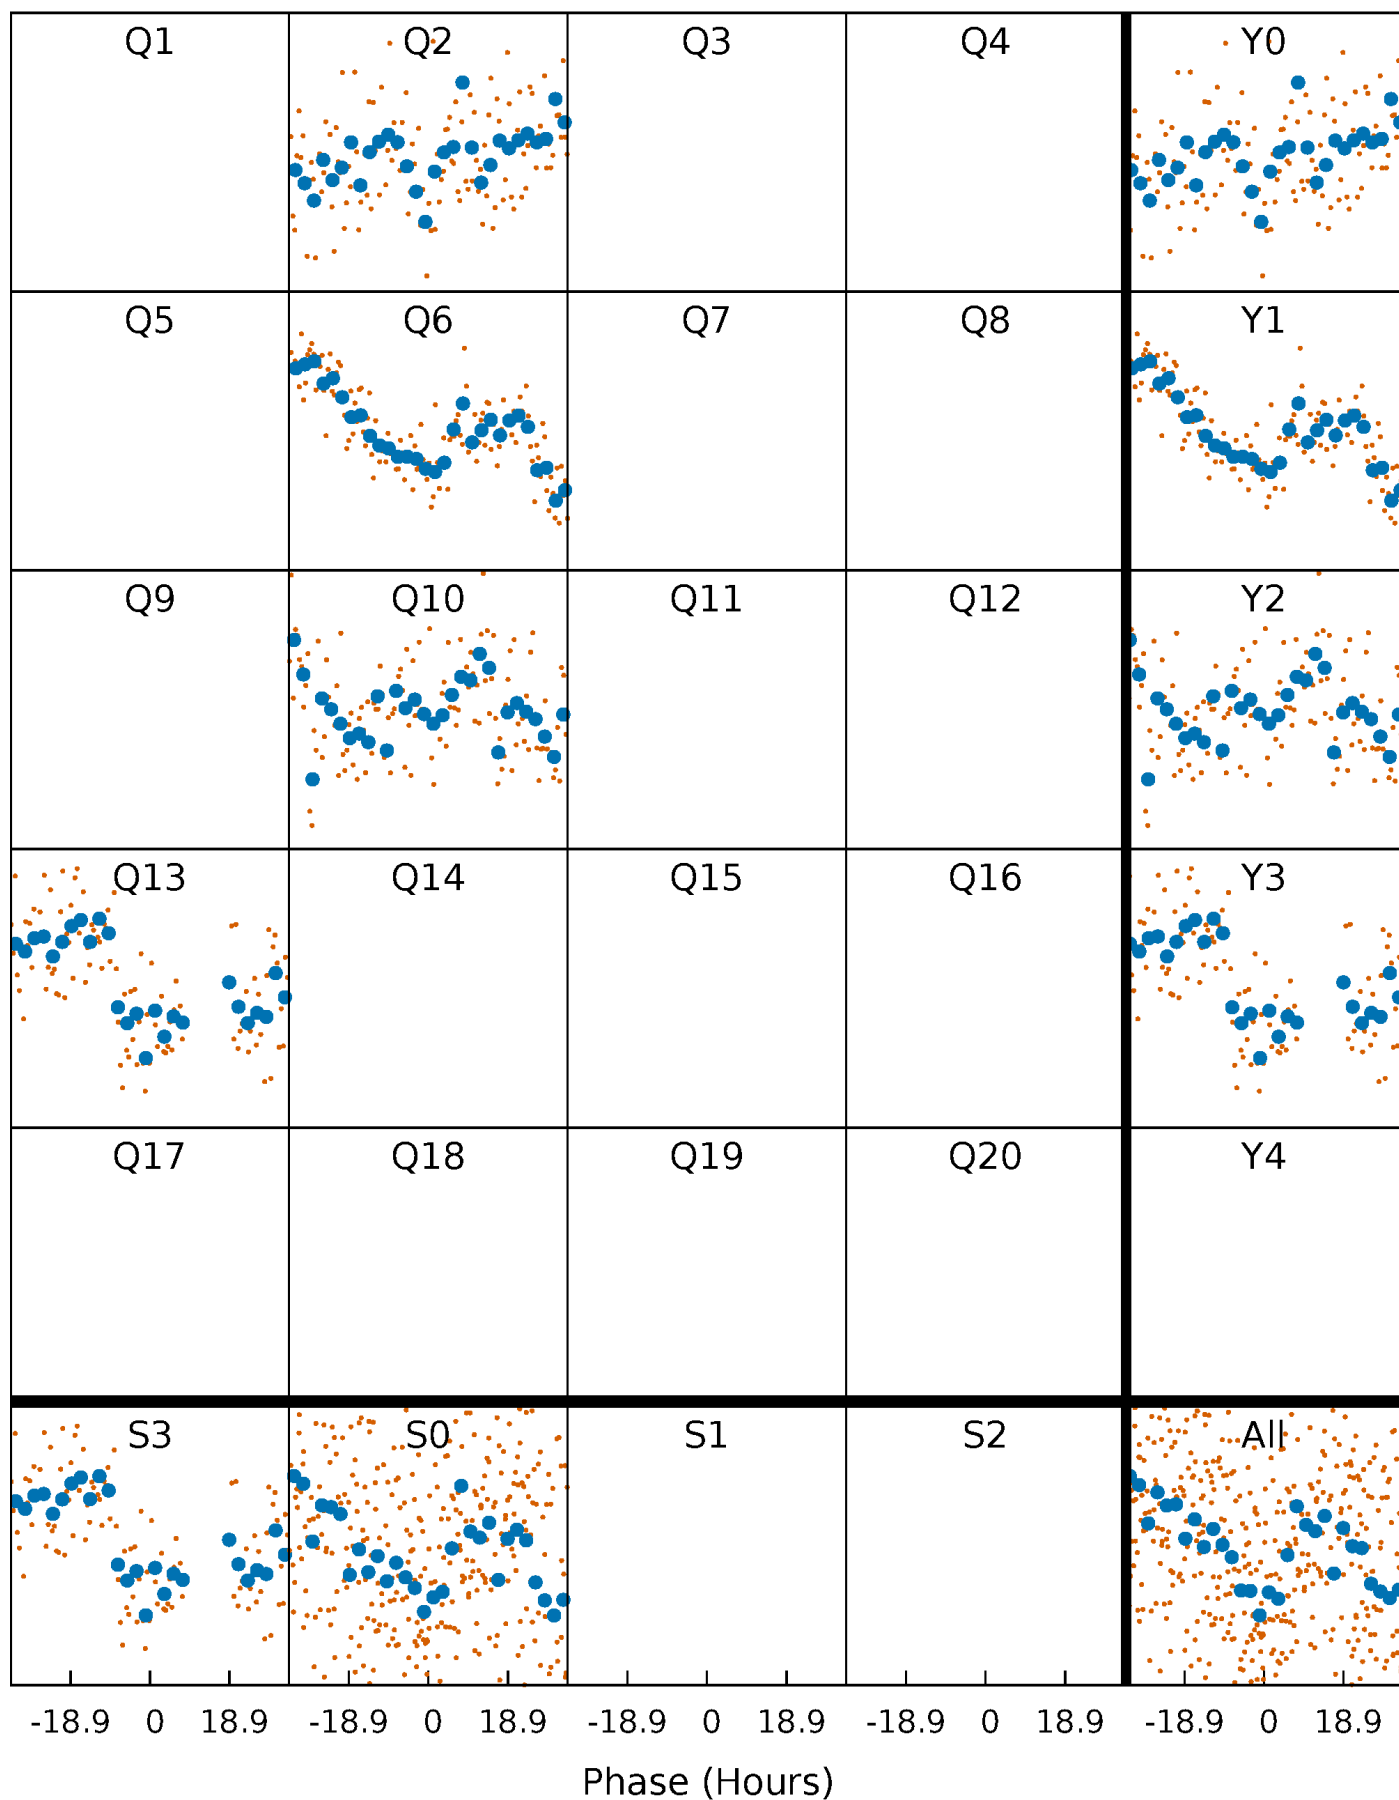 Q1 Q2 Q3 Q4 Y0
Q5 Q6 Q7 Q8 Y1
Q9 Q10 Q11 Q12 Y2
Q13 Q14 Q15 Q16 Y3
Q17 Q18 Q19 Q20 Y4
S3 S0 S1 S2 All
-18.9 0 18.9 -18.9 0 18.9 -18.9 0 18.9 -18.9 0 18.9 -18.9 0 18.9
Phase (Hours)